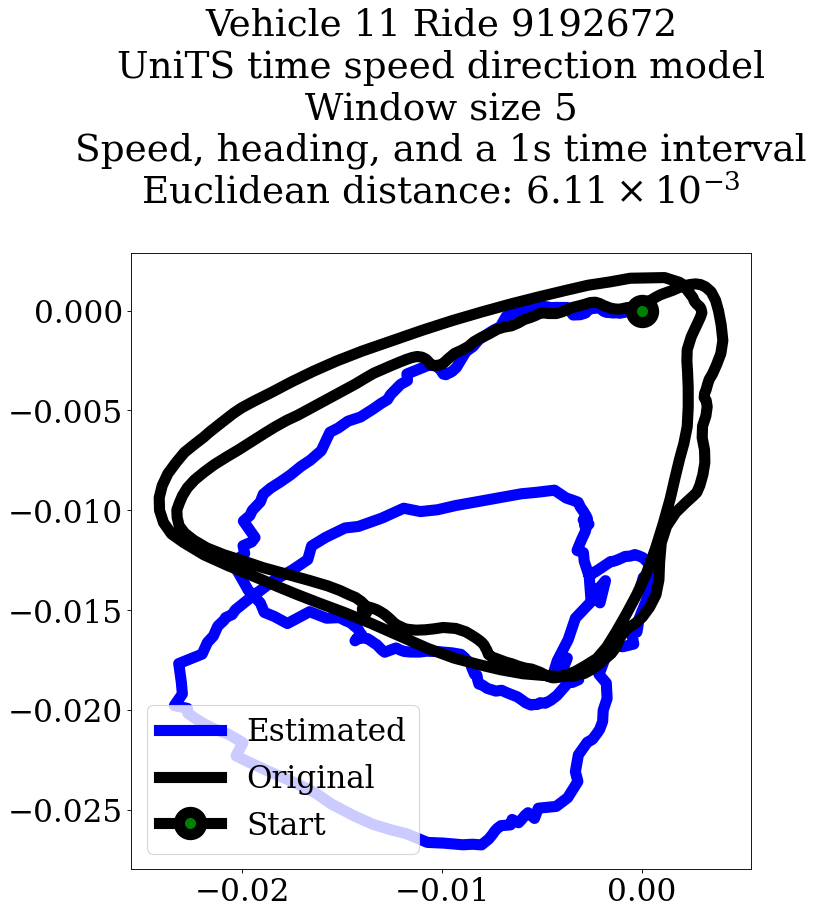 Vehicle 11 Ride 9192672
UniTS time speed direction model
Window size 5
Speed, heading, and a 1s time interval
Euclidean distance: 6.11 × 10⁻³
0.000
−0.005
−0.010
−0.015
−0.020
−0.025
Estimated
Original
Start
−0.02 −0.01 0.00